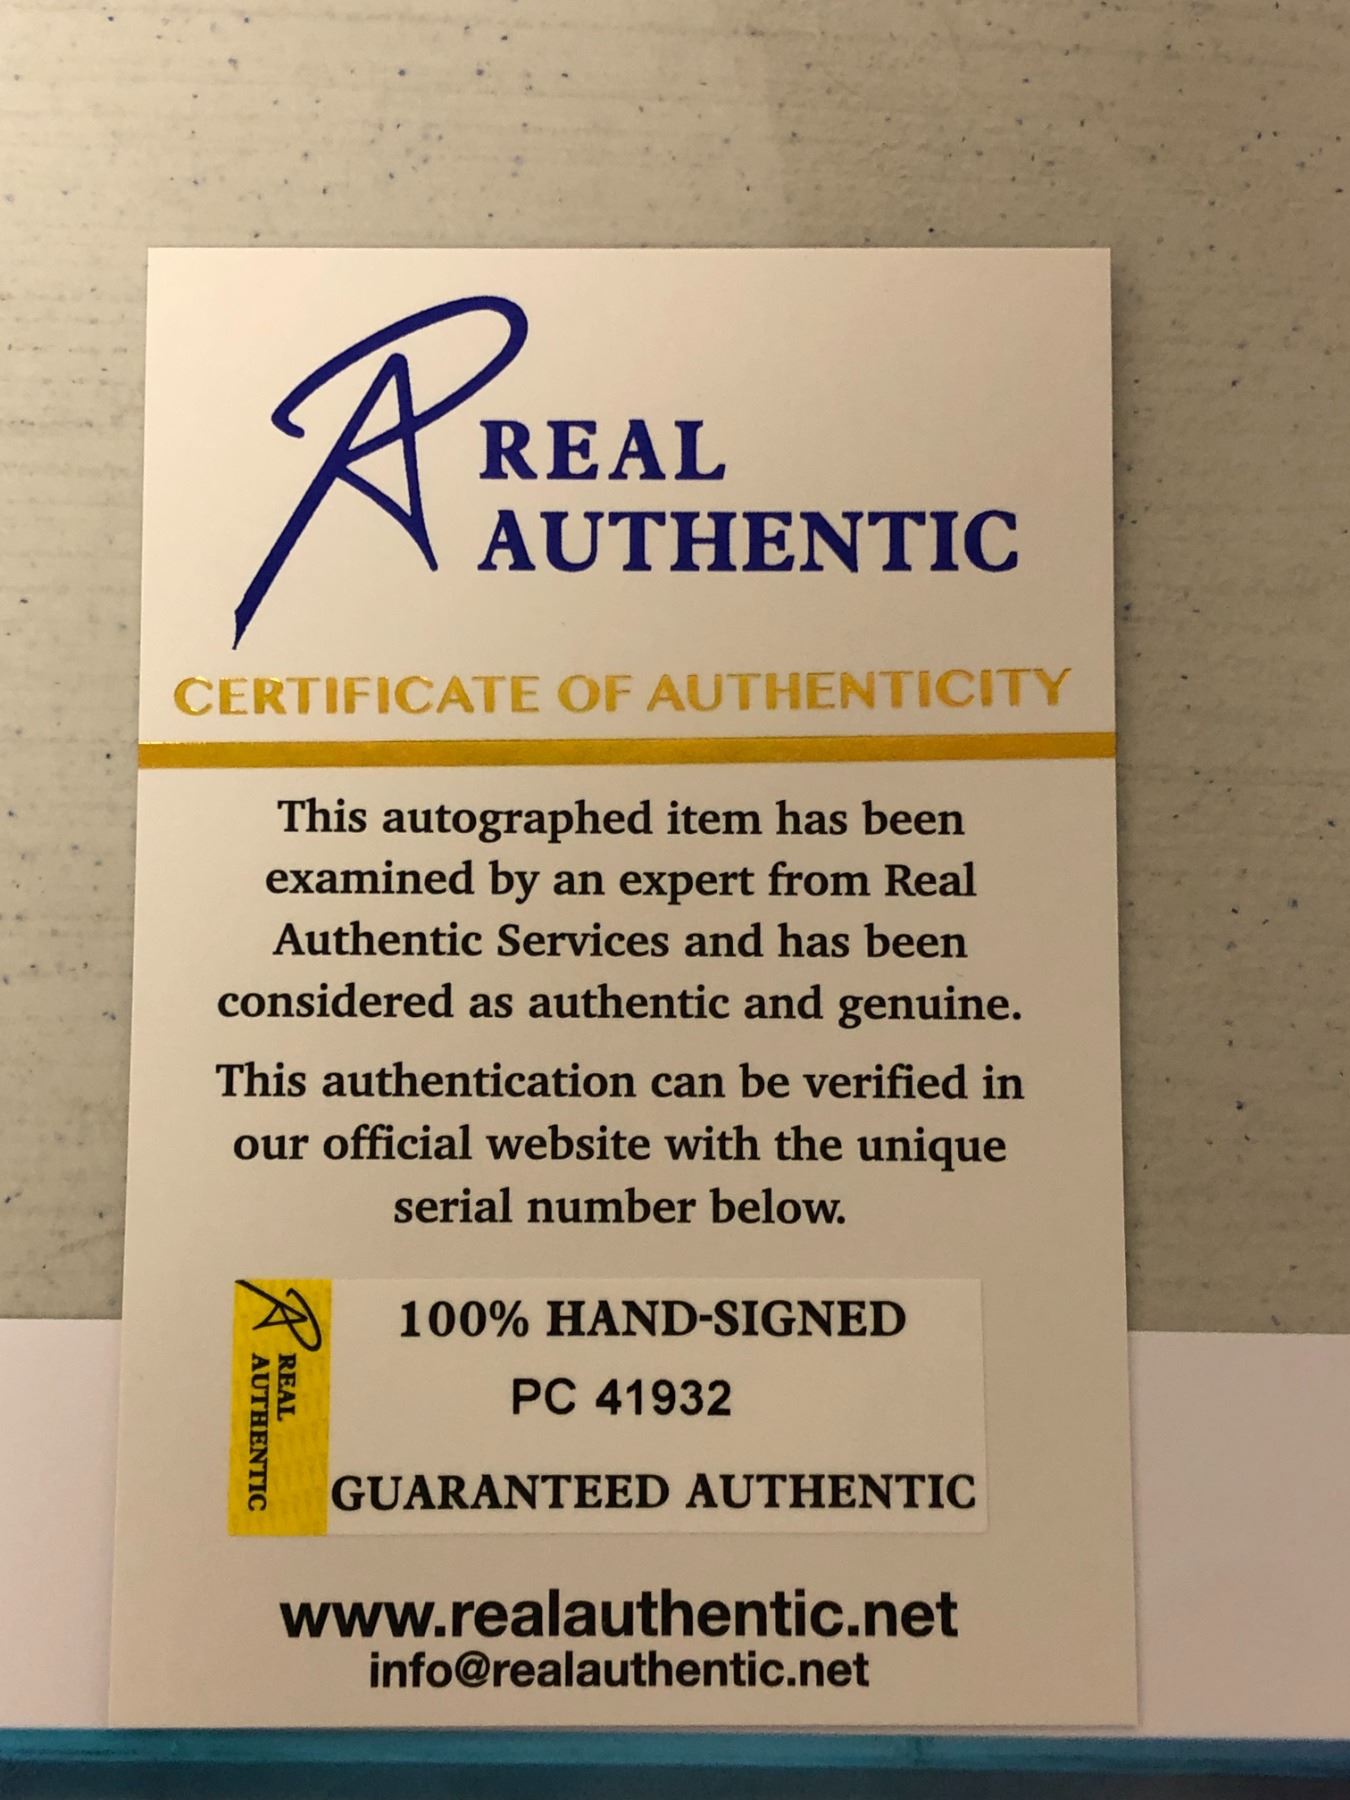 REAL
AUTHENTIC
CERTIFICATE OF AUTHENTICITY
This autographed item has been
examined by an expert from Real
Authentic Services and has been
considered as authentic and genuine.
This authentication can be verified in
our official website with the unique
serial number below.
REAL
AUTHENTIC
100% HAND-SIGNED
PC 41932
GUARANTEED AUTHENTIC
www.realauthentic.net
info@realauthentic.net